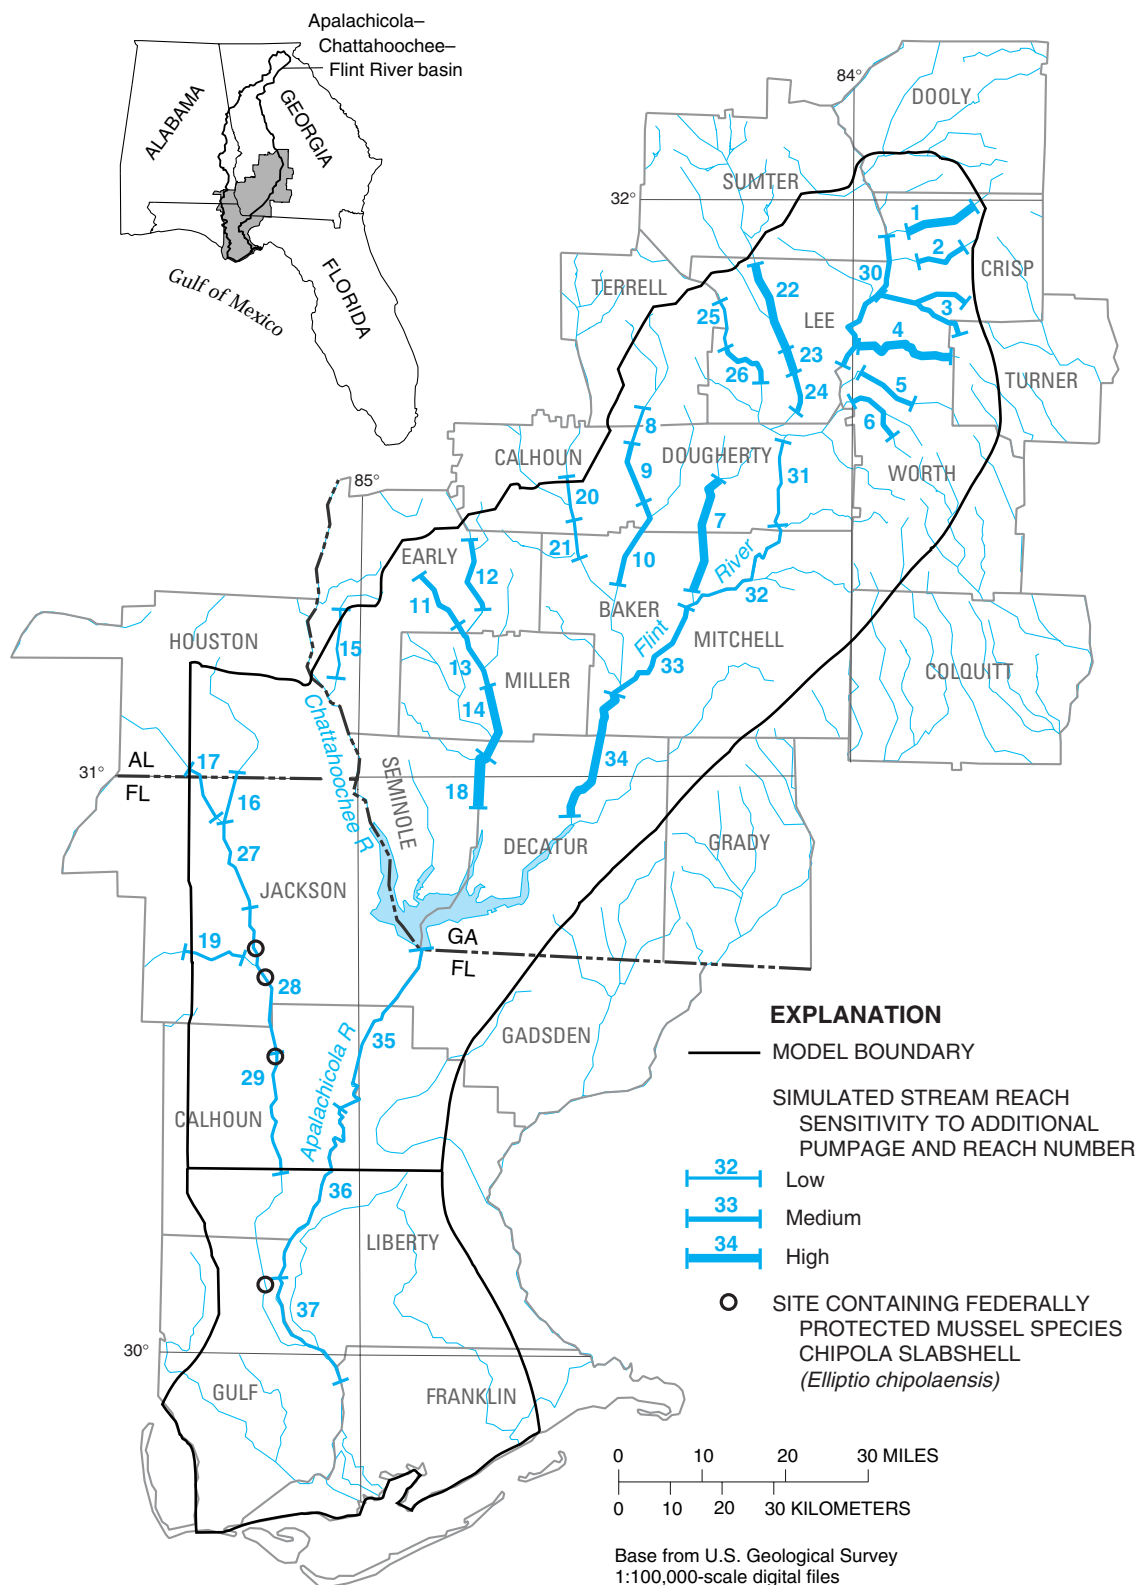 Apalachicola–
Chattahoochee–
Flint River basin
ALABAMA
GEORGIA
FLORIDA
Gulf of Mexico
84°
DOOLY
SUMTER
32°
1
2
30
CRISP
TERRELL
22
LEE
3
25
4
23
26
24
5
TURNER
6
8
CALHOUN
DOUGHERTY
31
WORTH
9
85°
20
7
EARLY
21
10
River
12
32
11
BAKER
HOUSTON
15
Flint
MITCHELL
33
13
MILLER
COLQUITT
14
Chattahoochee R
17
34
31°
AL
FL
16
SEMINOLE
18
27
DECATUR
GRADY
JACKSON
19
GA
FL
28
EXPLANATION
35
GADSDEN
MODEL BOUNDARY
29
Apalachicola R
SIMULATED STREAM REACH
SENSITIVITY TO ADDITIONAL
PUMPAGE AND REACH NUMBER
CALHOUN
32
Low
36
33
Medium
LIBERTY
34
High
37
SITE CONTAINING FEDERALLY
PROTECTED MUSSEL SPECIES
CHIPOLA SLABSHELL
(Elliptio chipolaensis)
30°
GULF
FRANKLIN
0 10 20 30 MILES
0 10 20 30 KILOMETERS
Base from U.S. Geological Survey
1:100,000-scale digital files